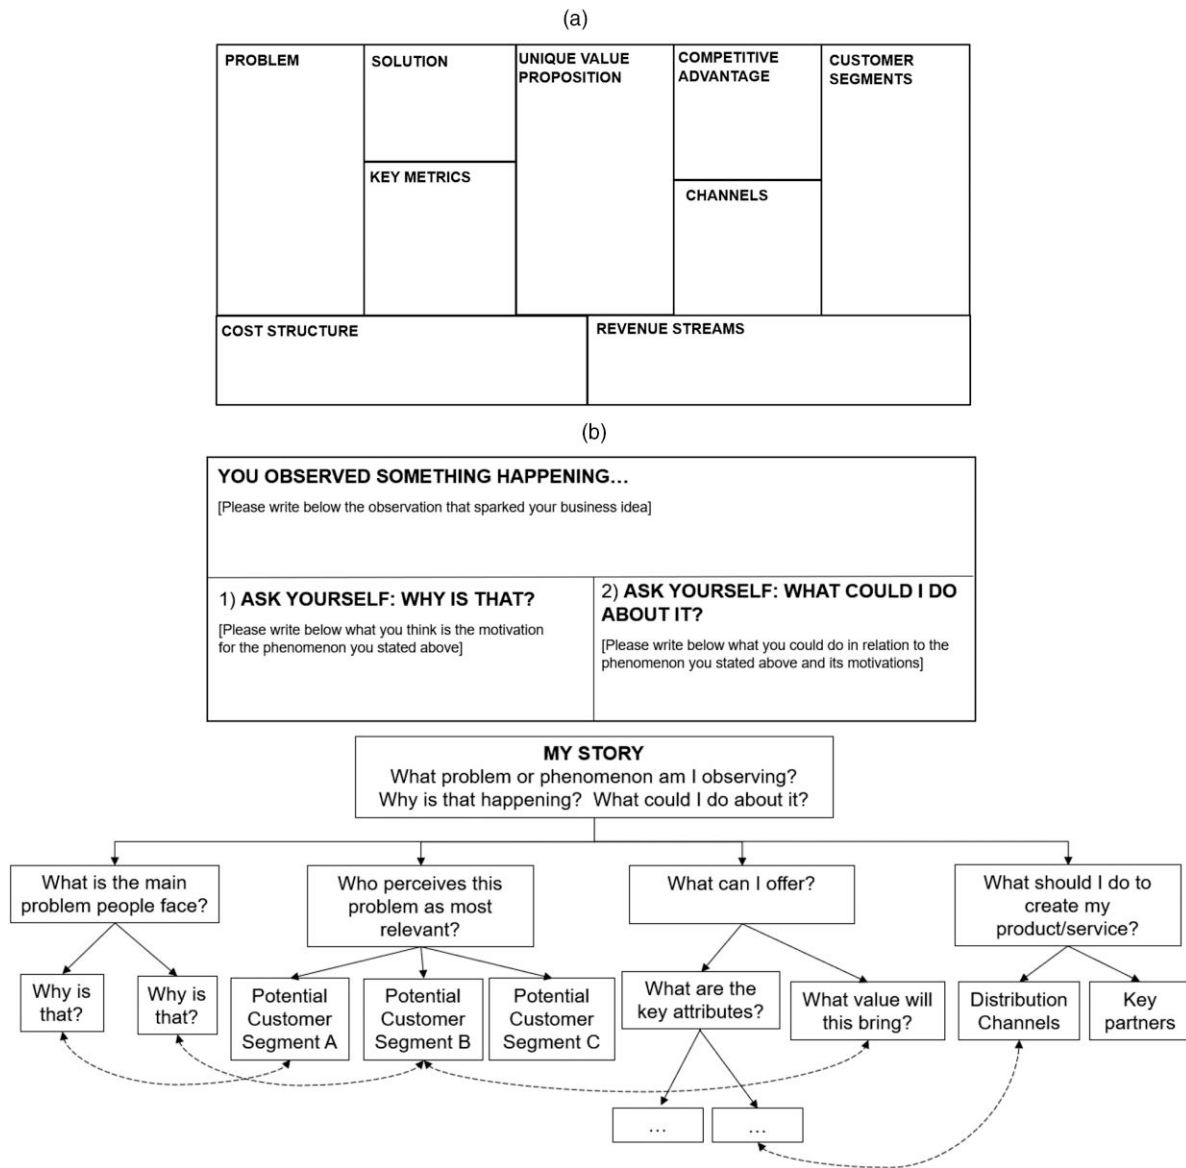 (a)
PROBLEM
SOLUTION
UNIQUE VALUE
PROPOSITION
COMPETITIVE
ADVANTAGE
CUSTOMER
SEGMENTS
KEY METRICS
CHANNELS
COST STRUCTURE
REVENUE STREAMS
(b)
YOU OBSERVED SOMETHING HAPPENING…
[Please write below the observation that sparked your business idea]
1) ASK YOURSELF: WHY IS THAT?
[Please write below what you think is the motivation
for the phenomenon you stated above]
2) ASK YOURSELF: WHAT COULD I DO
ABOUT IT?
[Please write below what you could do in relation to the
phenomenon you stated above and its motivations]
MY STORY
What problem or phenomenon am I observing?
Why is that happening? What could I do about it?
What is the main
problem people face?
Who perceives this
problem as most
relevant?
What can I offer?
What should I do to
create my
product/service?
Why is
that?
Why is
that?
Potential
Customer
Segment A
Potential
Customer
Segment B
Potential
Customer
Segment C
What are the
key attributes?
What value will
this bring?
Distribution
Channels
Key
partners
…
…